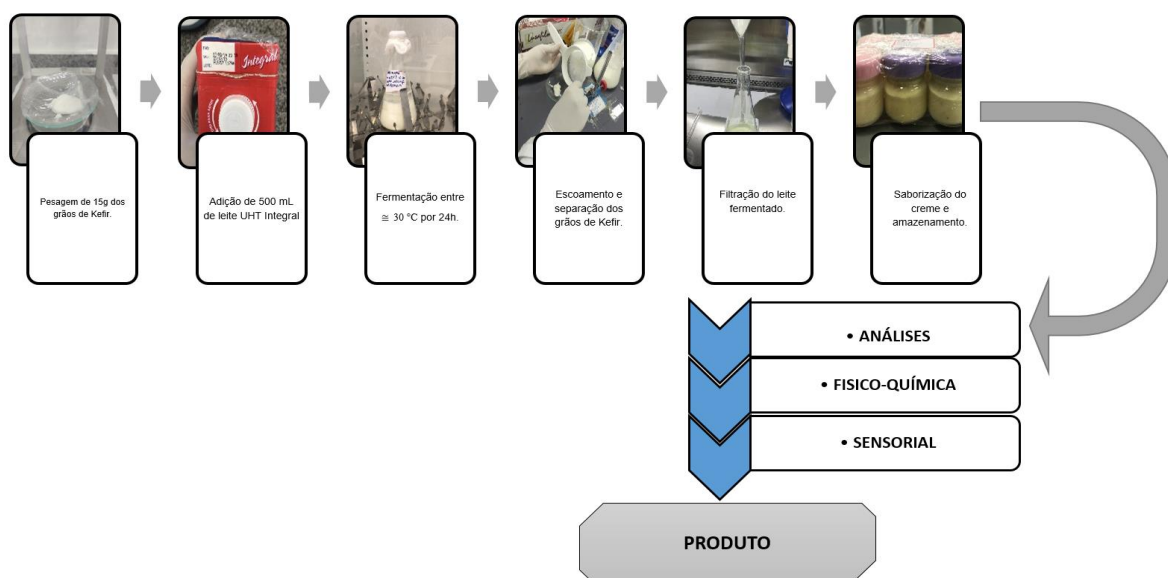 Integral
Pesagem de 15g dos
grãos de Kefir.
Adição de 500 mL
de leite UHT Integral
Fermentação entre
≅ 30 °C por 24h.
Escoamento e
separação dos
grãos de Kefir.
Filtração do leite
fermentado.
Saborização do
creme e
amazenamento.
• ANÁLISES
• FISICO-QUÍMICA
• SENSORIAL
PRODUTO